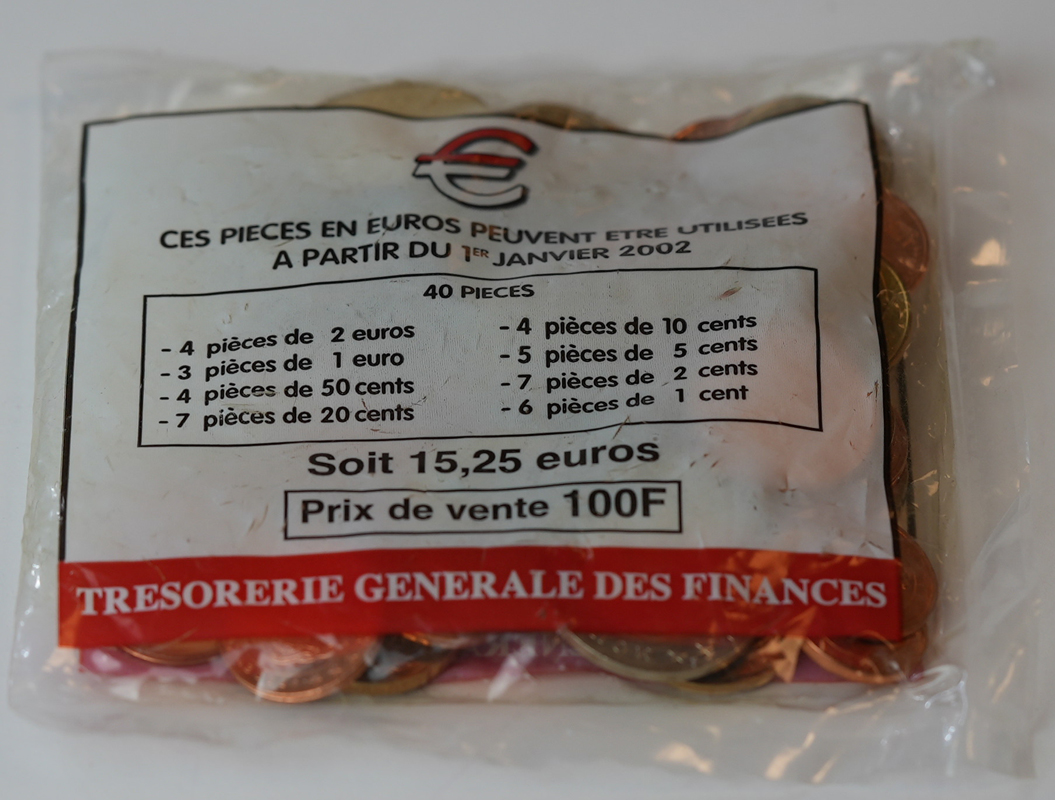 CES PIECES EN EUROS PEUVENT ETRE UTILISEES
A PARTIR DU 1ER JANVIER 2002
40 PIECES
- 4 pièces de 2 euros
- 3 pièces de 1 euro
- 4 pièces de 50 cents
- 7 pièces de 20 cents
- 4 pièces de 10 cents
- 5 pièces de 5 cents
- 7 pièces de 2 cents
- 6 pièces de 1 cent
Soit 15,25 euros
Prix de vente 100F
TRESORERIE GENERALE DES FINANCES